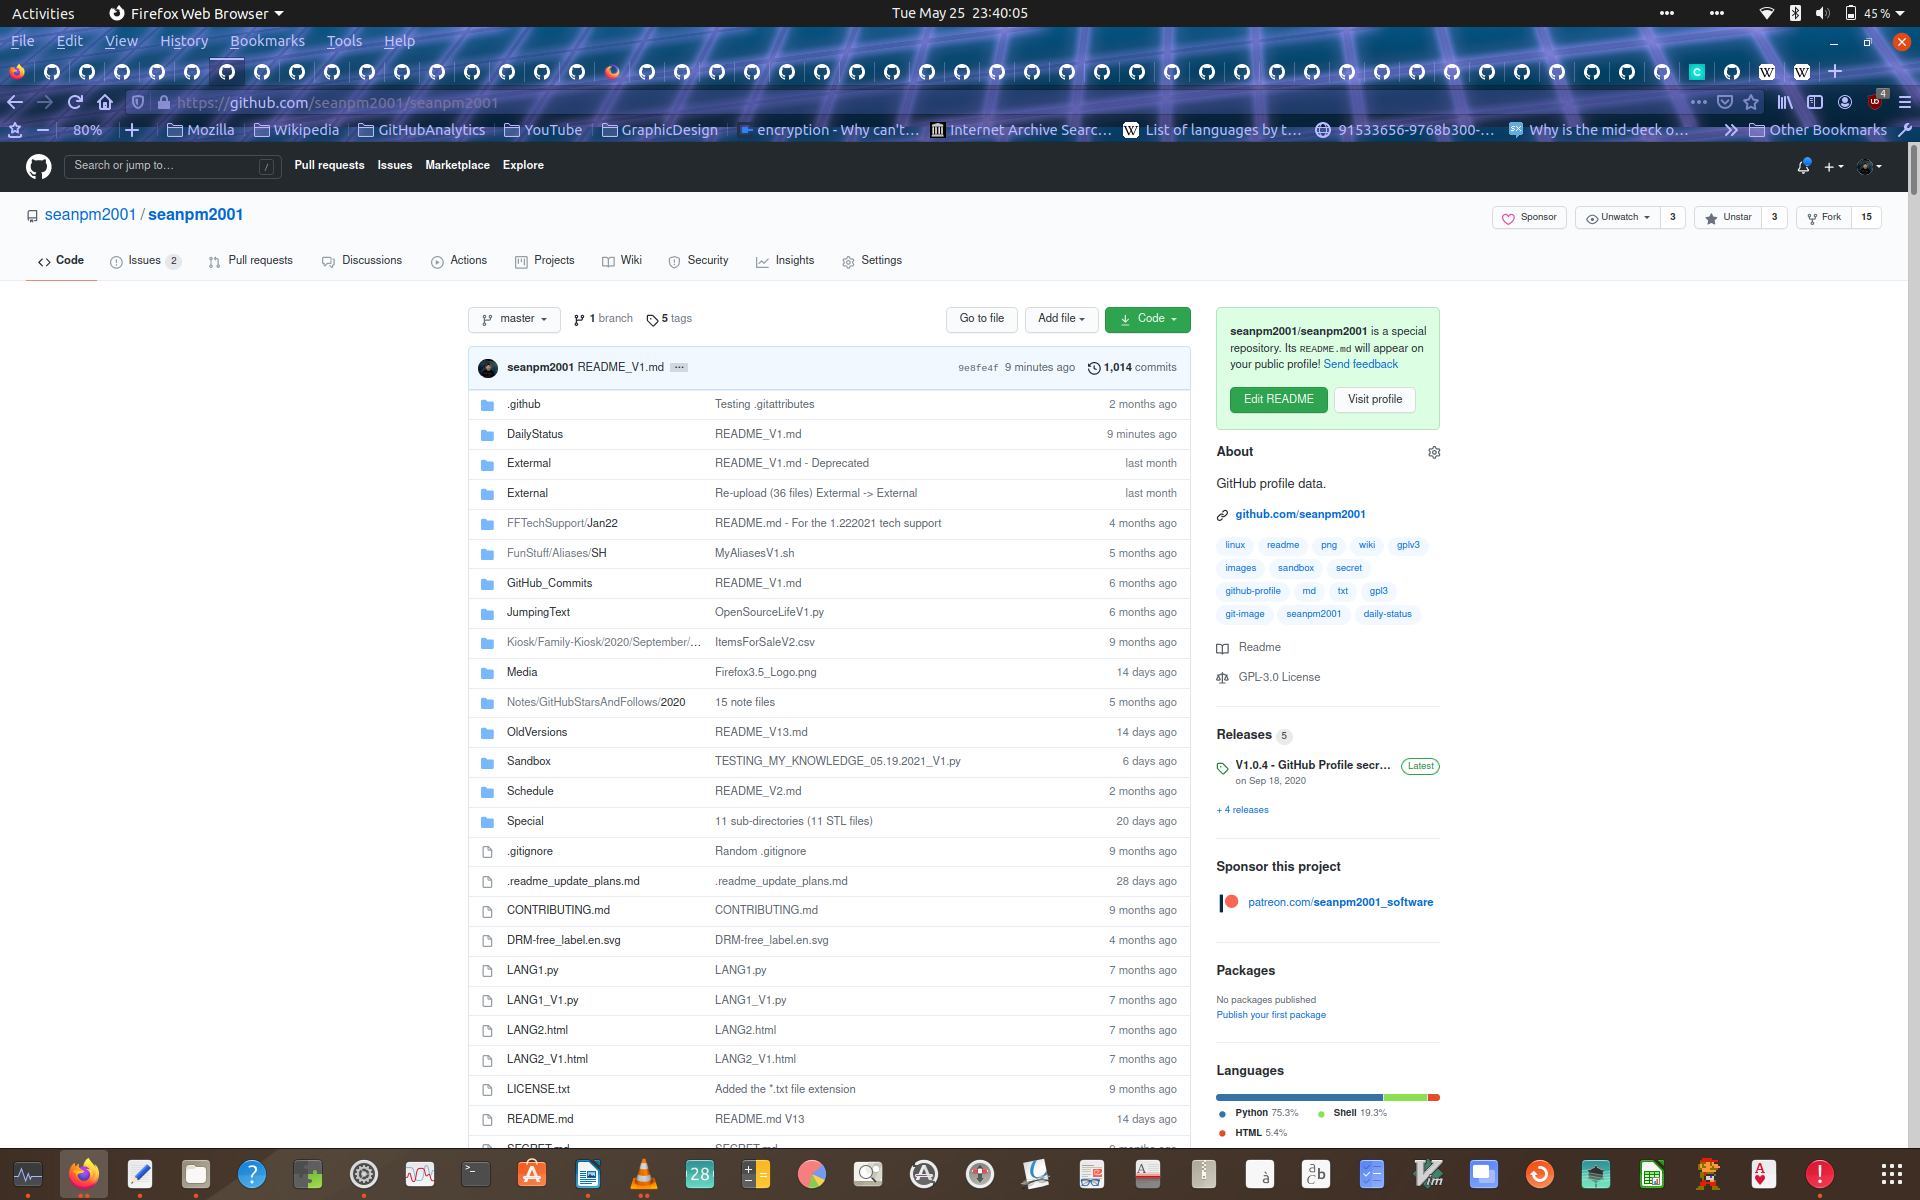 Activities Firefox Web Browser Tue May 25 23:40:05 45 %
File Edit View History Bookmarks Tools Help
https://github.com/seanpm2001/seanpm2001 4
80% Mozilla Wikipedia GitHubAnalytics YouTube GraphicDesign encryption - Why can't… Internet Archive Searc… List of languages by t… 91533656-9768b300-… Why is the mid-deck o… Other Bookmarks
Search or jump to… / Pull requests Issues Marketplace Explore
seanpm2001 / seanpm2001 Sponsor Unwatch 3 Unstar 3 Fork 15
Code Issues 2 Pull requests Discussions Actions Projects Wiki Security Insights Settings
master 1 branch 5 tags Go to file Add file Code
seanpm2001 README_V1.md ··· 9e8fe4f 9 minutes ago 1,014 commits
.github Testing .gitattributes 2 months ago
DailyStatus README_V1.md 9 minutes ago
Extermal README_V1.md - Deprecated last month
External Re-upload (36 files) Extermal -> External last month
FFTechSupport/Jan22 README.md - For the 1.222021 tech support 4 months ago
FunStuff/Aliases/SH MyAliasesV1.sh 5 months ago
GitHub_Commits README_V1.md 6 months ago
JumpingText OpenSourceLifeV1.py 6 months ago
Kiosk/Family-Kiosk/2020/September/… ItemsForSaleV2.csv 9 months ago
Media Firefox3.5_Logo.png 14 days ago
Notes/GitHubStarsAndFollows/2020 15 note files 5 months ago
OldVersions README_V13.md 14 days ago
Sandbox TESTING_MY_KNOWLEDGE_05.19.2021_V1.py 6 days ago
Schedule README_V2.md 2 months ago
Special 11 sub-directories (11 STL files) 20 days ago
.gitignore Random .gitignore 9 months ago
.readme_update_plans.md .readme_update_plans.md 28 days ago
CONTRIBUTING.md CONTRIBUTING.md 9 months ago
DRM-free_label.en.svg DRM-free_label.en.svg 4 months ago
LANG1.py LANG1.py 7 months ago
LANG1_V1.py LANG1_V1.py 7 months ago
LANG2.html LANG2.html 7 months ago
LANG2_V1.html LANG2_V1.html 7 months ago
LICENSE.txt Added the *.txt file extension 9 months ago
README.md README.md V13 14 days ago
seanpm2001/seanpm2001 is a special
repository. Its README.md will appear on
your public profile! Send feedback
Edit README Visit profile
About
GitHub profile data.
github.com/seanpm2001
linux readme png wiki gplv3
images sandbox secret
github-profile md txt gpl3
git-image seanpm2001 daily-status
Readme
GPL-3.0 License
Releases 5
V1.0.4 - GitHub Profile secr... Latest
on Sep 18, 2020
+ 4 releases
Sponsor this project
patreon.com/seanpm2001_software
Packages
No packages published
Publish your first package
Languages
Python 75.3% Shell 19.3%
HTML 5.4%
28